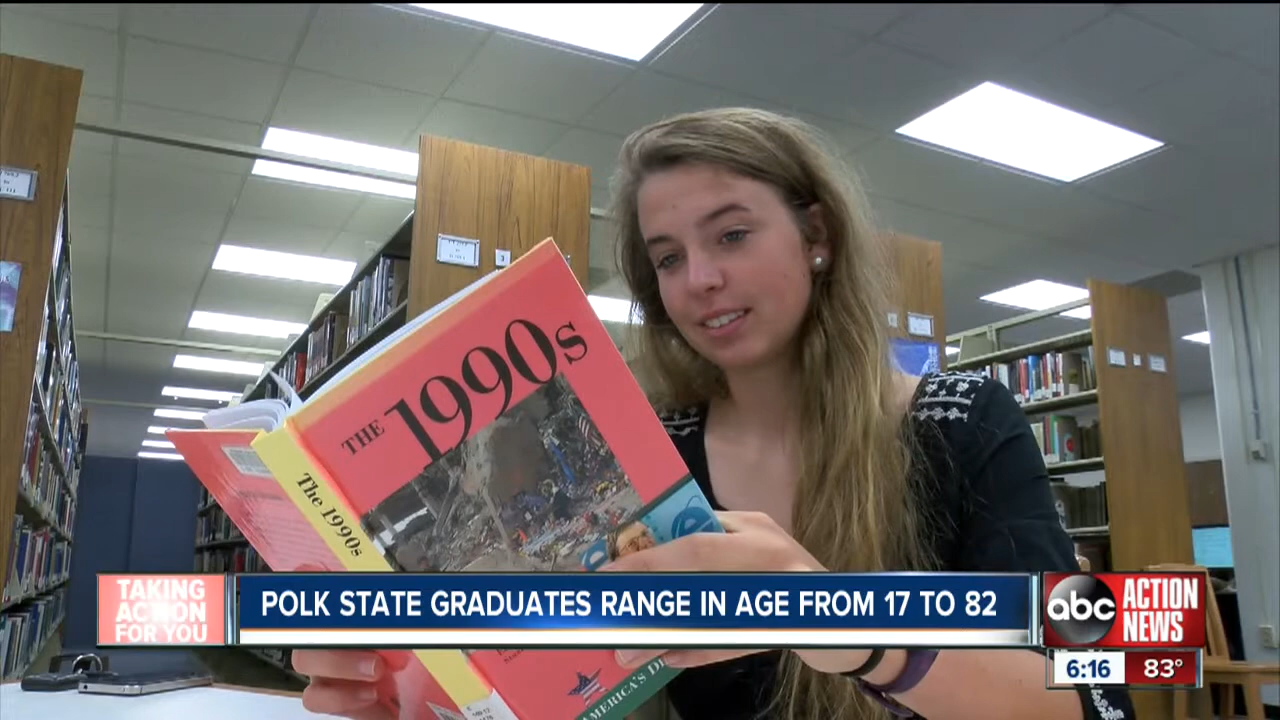 THE 1990s
The 1990s
AMERICA'S
TAKING
ACTION
FOR YOU
POLK STATE GRADUATES RANGE IN AGE FROM 17 TO 82
abc
ACTION
NEWS
6:16
83°